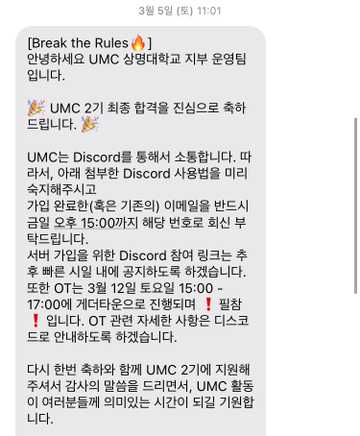 3월 5일 (토) 11:01
[Break the Rules🔥]
안녕하세요 UMC 상명대학교 지부 운영팀
입니다.
🎉 UMC 2기 최종 합격을 진심으로 축하
드립니다. 🎉
UMC는 Discord를 통해서 소통합니다. 따
라서, 아래 첨부한 Discord 사용법을 미리
숙지해주시고
가입 완료한(혹은 기존의) 이메일을 반드시
금일 오후 15:00까지 해당 번호로 회신 부
탁드립니다.
서버 가입을 위한 Discord 참여 링크는 추
후 빠른 시일 내에 공지하도록 하겠습니다.
또한 OT는 3월 12일 토요일 15:00 -
17:00에 게더타운으로 진행되며 ❗ 필참
❗ 입니다. OT 관련 자세한 사항은 디스코
드로 안내하도록 하겠습니다.
다시 한번 축하와 함께 UMC 2기에 지원해
주셔서 감사의 말씀을 드리면서, UMC 활동
이 여러분들께 의미있는 시간이 되길 기원합
니다.